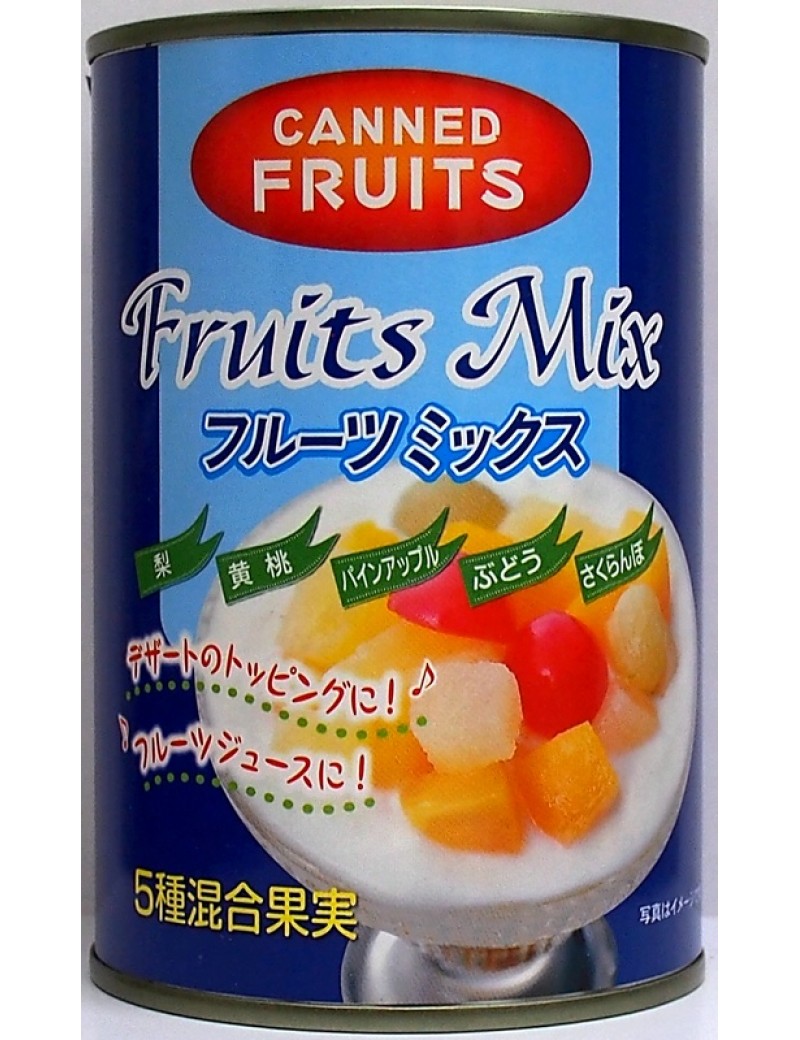 CANNED
FRUITS
Fruits Mix
フルーツミックス
梨
黄桃
パインアップル
ぶどう
さくらんぼ
デザートのトッピングに！♪
♪フルーツジュースに！
5種混合果実
写真はイメージで